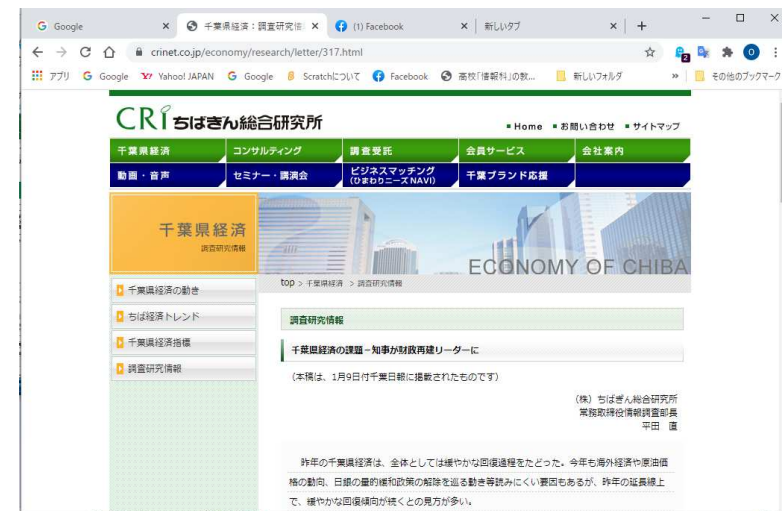 Google
千葉県経済：調査研究情
(1) Facebook
新しいタブ
crinet.co.jp/economy/research/letter/317.html
アプリ Google Yahoo! JAPAN Google Scratchについて Facebook 高校「情報科」の教... 新しいフォルダ » その他のブックマーク
CRI ちばぎん総合研究所
Home お問い合わせ サイトマップ
千葉県経済 コンサルティング 調査受託 会員サービス 会社案内
動画・音声 セミナー・講演会 ビジネスマッチング
(ひまわりニーズNAVI) 千葉ブランド応援
千葉県経済
調査研究情報
ECONOMY OF CHIBA
top > 千葉県経済 > 調査研究情報
千葉県経済の動き
ちば経済トレンド
千葉県経済指標
調査研究情報
調査研究情報
千葉県経済の課題－知事が財政再建リーダーに
（本稿は、1月9日付千葉日報に掲載されたものです）
（株）ちばぎん総合研究所
常務取締役情報調査部長
平田 直
昨年の千葉県経済は、全体としては緩やかな回復過程をたどった。今年も海外経済や原油価
格の動向、日銀の量的緩和政策の解除を巡る動き等読みにくい要因もあるが、昨年の延長線上
で、緩やかな回復傾向が続くとの見方が多い。